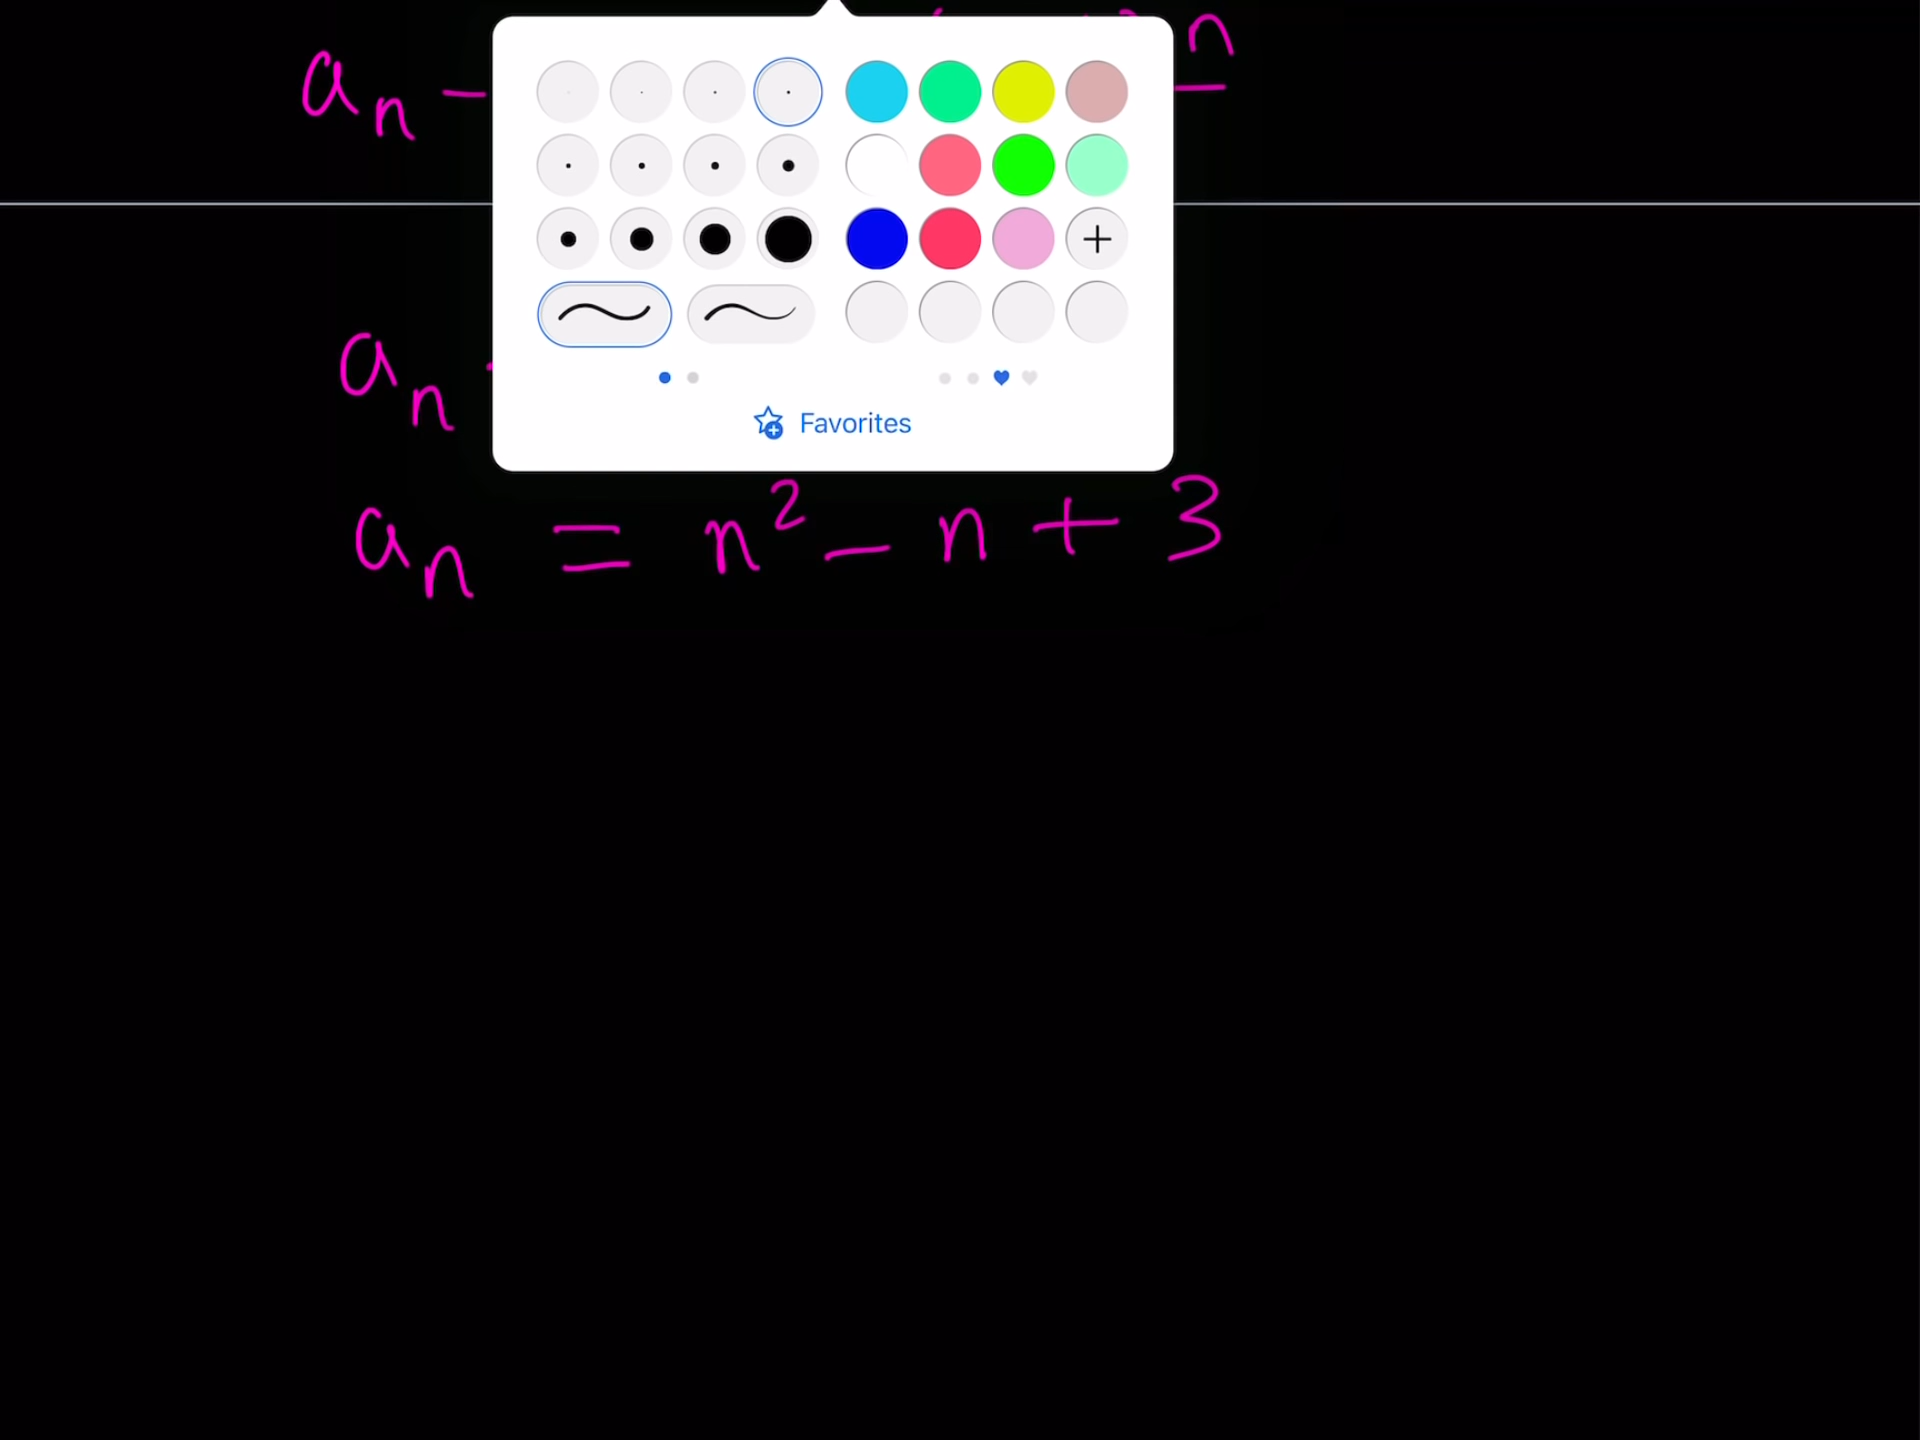 aₙ − n
aₙ
Favorites
aₙ = n² − n + 3